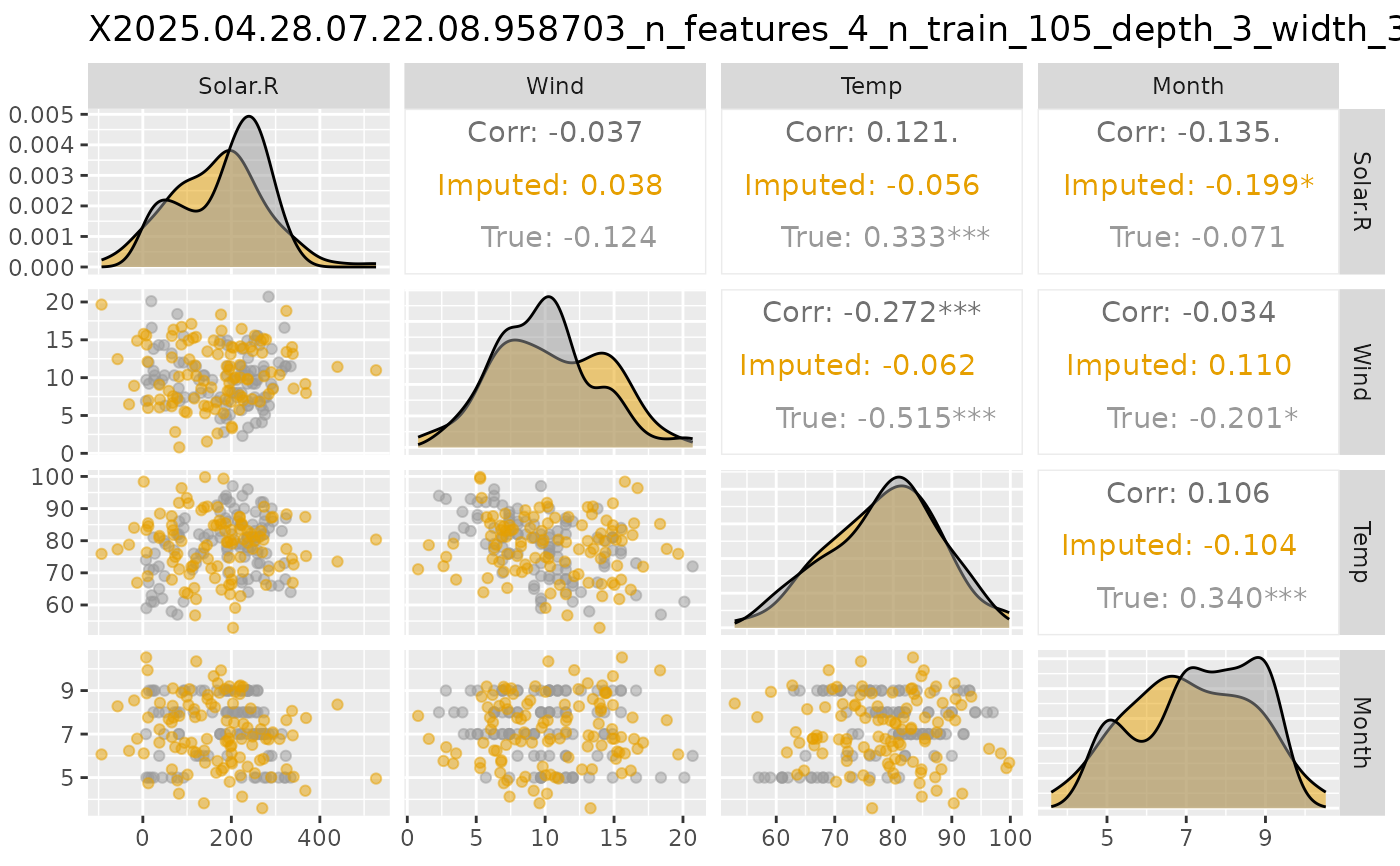 X2025.04.28.07.22.08.958703_n_features_4_n_train_105_depth_3_width_3
Solar.R Wind Temp Month
0.005
0.004
0.003
0.002
0.001
0.000
Corr: -0.037
Imputed: 0.038
True: -0.124
Corr: 0.121.
Imputed: -0.056
True: 0.333***
Corr: -0.135.
Imputed: -0.199*
True: -0.071
Solar.R
20
15
10
5
0
Corr: -0.272***
Imputed: -0.062
True: -0.515***
Corr: -0.034
Imputed: 0.110
True: -0.201*
Wind
100
90
80
70
60
Corr: 0.106
Imputed: -0.104
True: 0.340***
Temp
9
7
5
Month
0 200 400 0 5 10 15 20 60 70 80 90 100 5 7 9